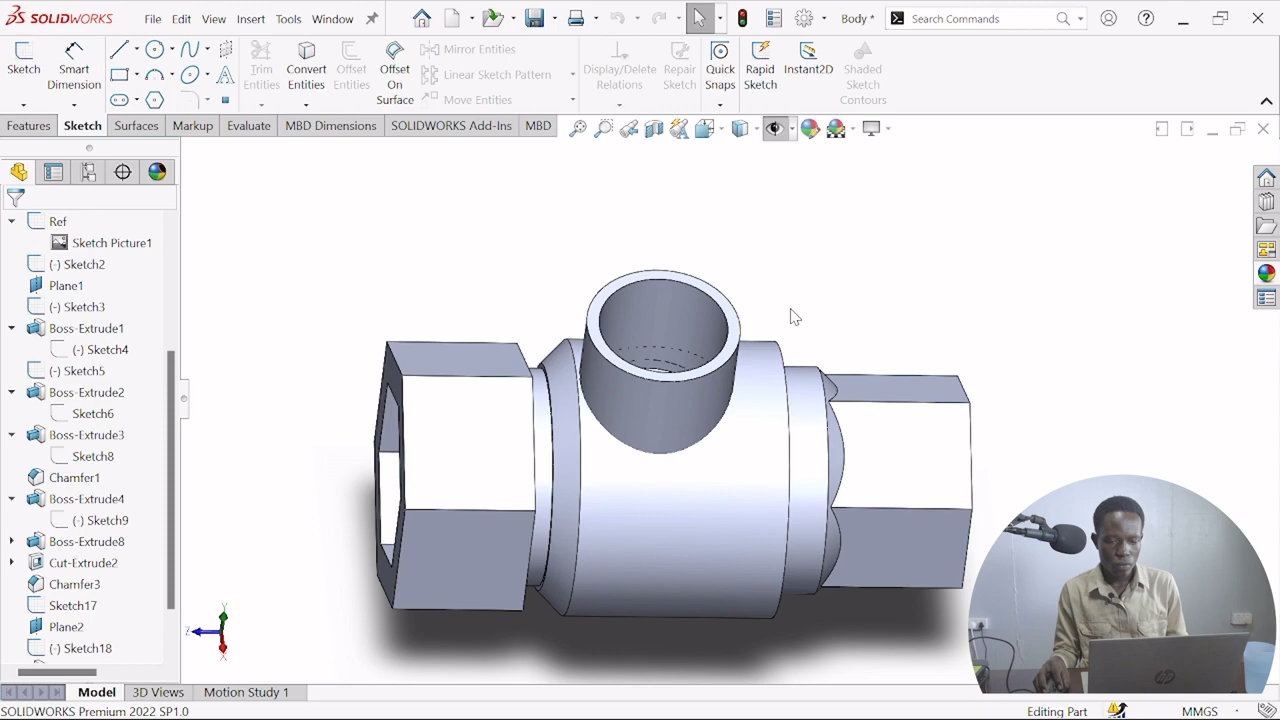 SOLIDWORKS File Edit View Insert Tools Window Body * Search Commands
Sketch Smart Dimension Trim Entities Convert Entities Offset Entities Offset On Surface Mirror Entities Linear Sketch Pattern Move Entities Display/Delete Relations Repair Sketch Quick Snaps Rapid Sketch Instant2D Shaded Sketch Contours
Features Sketch Surfaces Markup Evaluate MBD Dimensions SOLIDWORKS Add-Ins MBD
Ref
Sketch Picture1
(-) Sketch2
Plane1
(-) Sketch3
Boss-Extrude1
(-) Sketch4
(-) Sketch5
Boss-Extrude2
Sketch6
Boss-Extrude3
Sketch8
Chamfer1
Boss-Extrude4
(-) Sketch9
Boss-Extrude8
Cut-Extrude2
Chamfer3
Sketch17
Plane2
(-) Sketch18
Y
Z
X
hp
Model 3D Views Motion Study 1
SOLIDWORKS Premium 2022 SP1.0 Editing Part MMGS